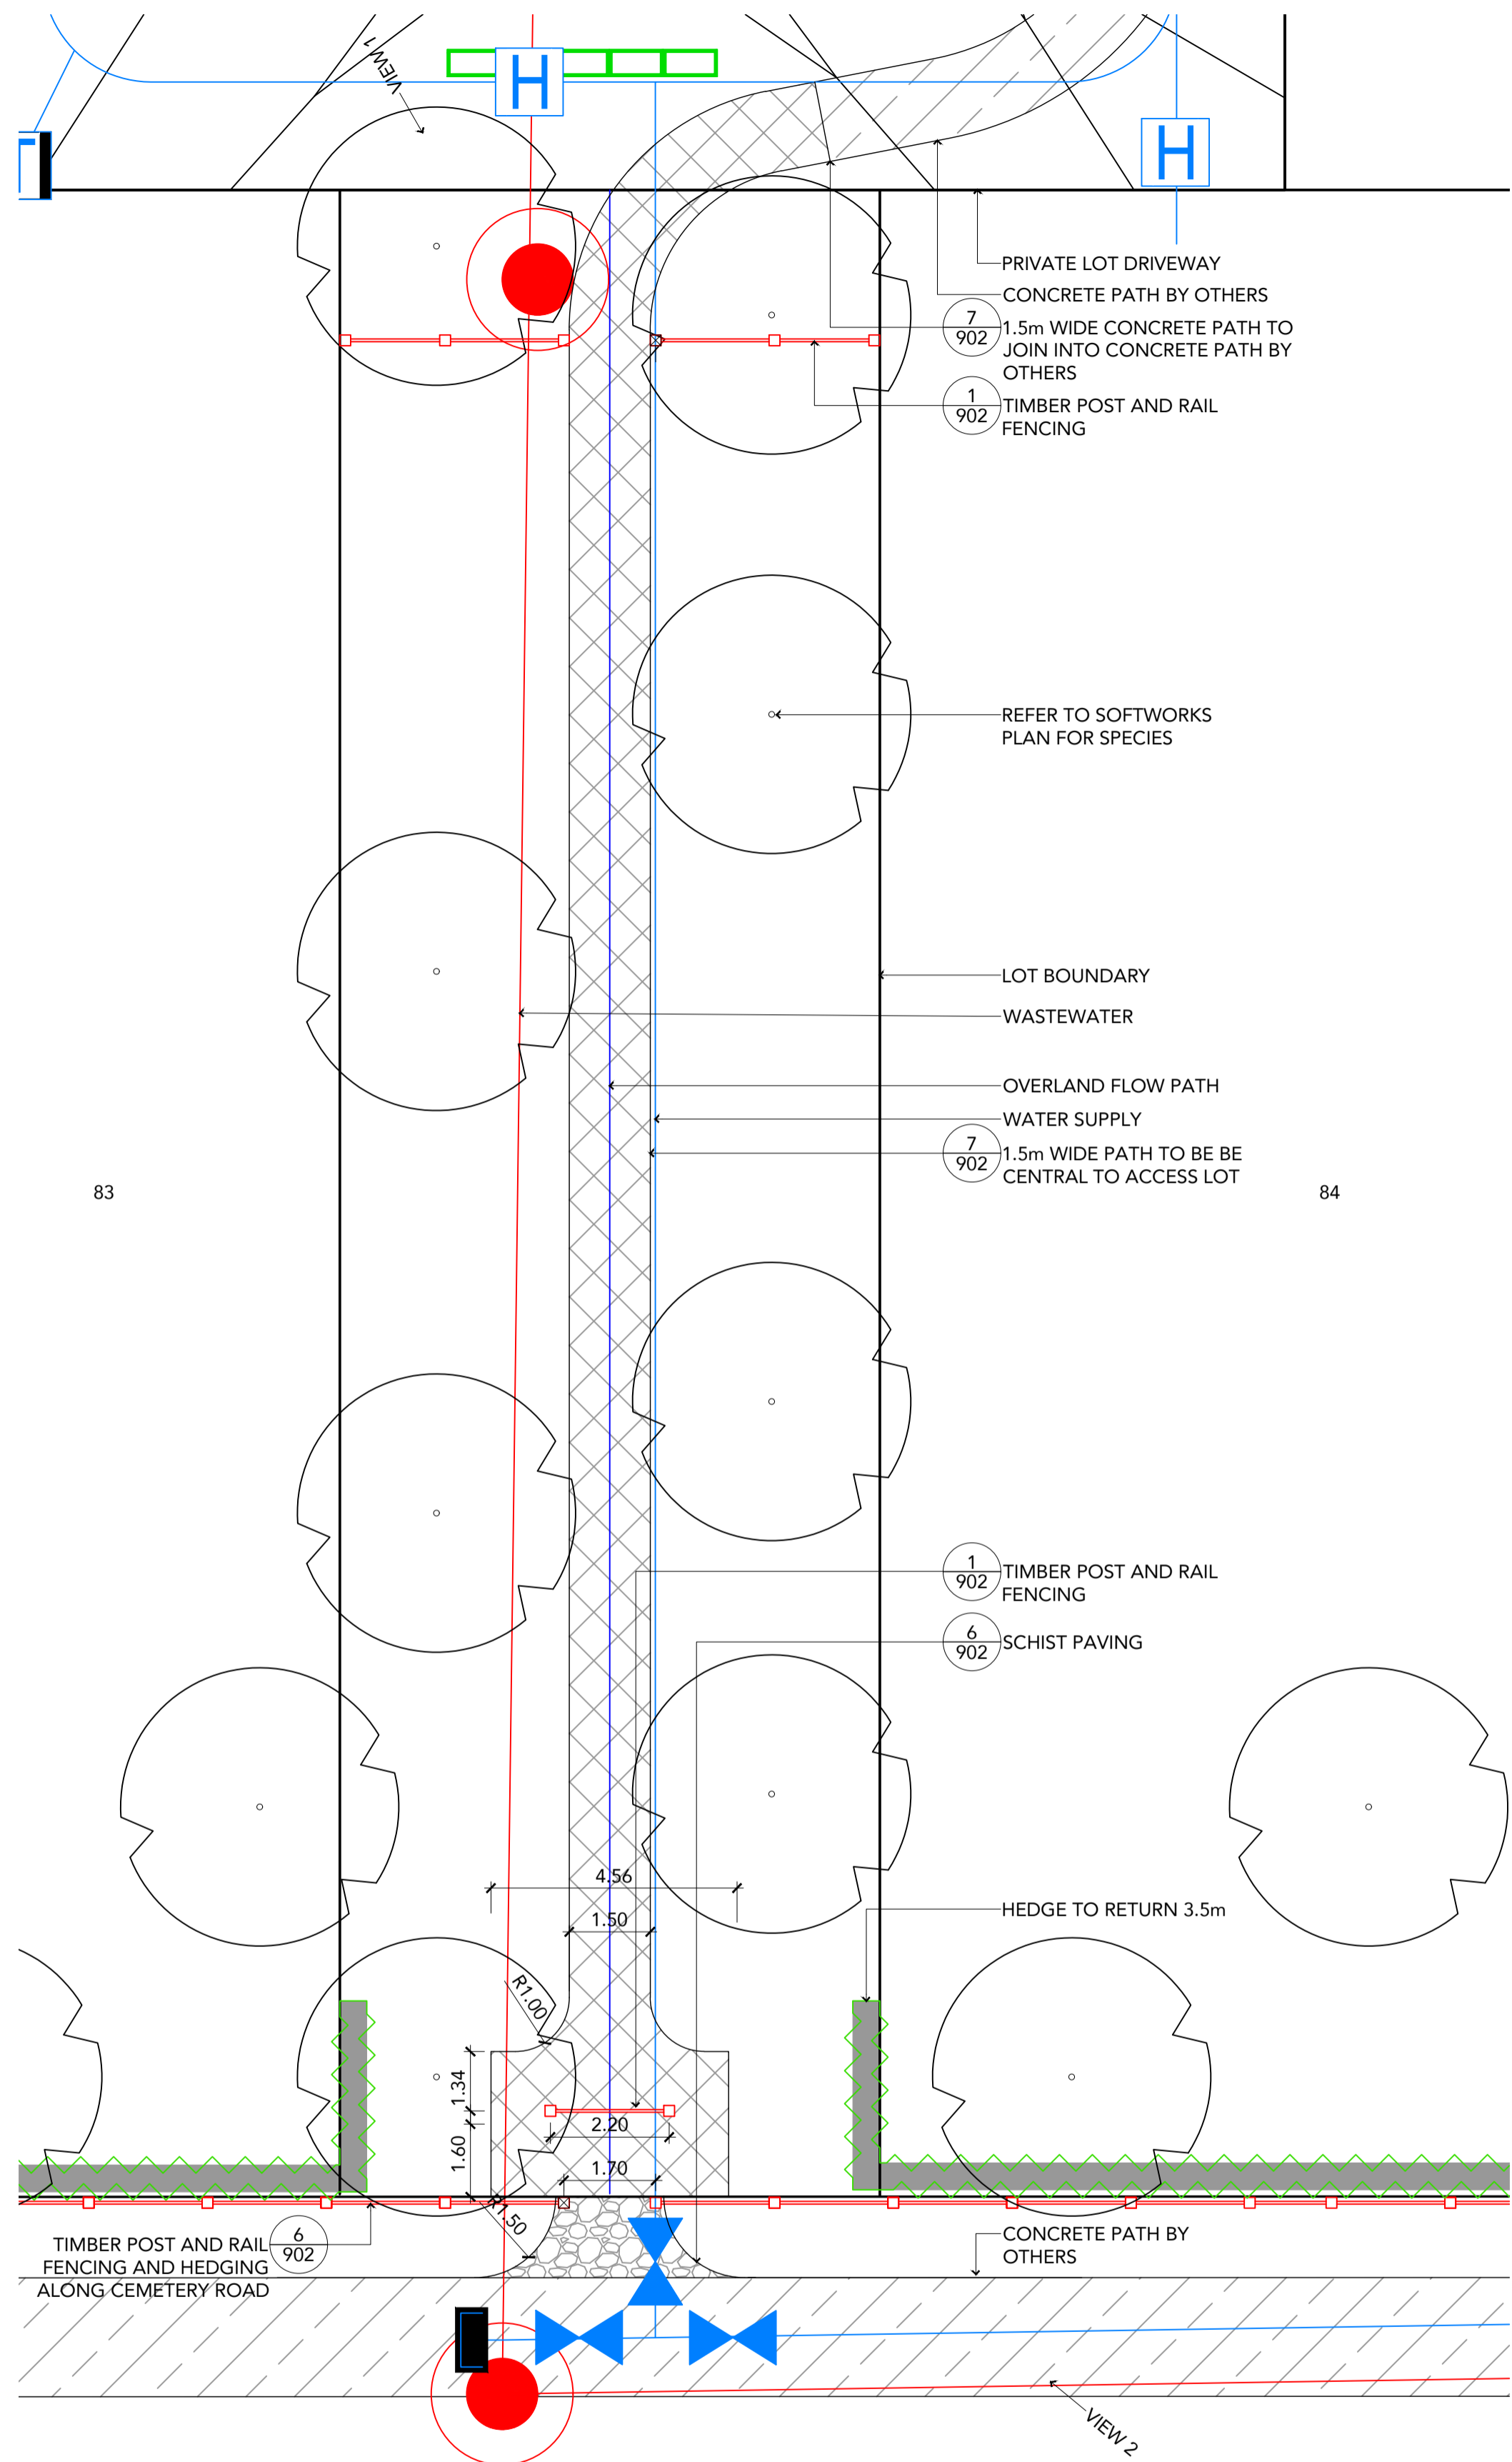 VIEW 1
H
H
PRIVATE LOT DRIVEWAY
CONCRETE PATH BY OTHERS
7
902
1.5m WIDE CONCRETE PATH TO
JOIN INTO CONCRETE PATH BY
OTHERS
1
902
TIMBER POST AND RAIL
FENCING
REFER TO SOFTWORKS
PLAN FOR SPECIES
LOT BOUNDARY
WASTEWATER
OVERLAND FLOW PATH
WATER SUPPLY
7
902
1.5m WIDE PATH TO BE BE
CENTRAL TO ACCESS LOT
83
84
1
902
TIMBER POST AND RAIL
FENCING
6
902
SCHIST PAVING
4.56
1.50
HEDGE TO RETURN 3.5m
R1.00
1.34
2.20
1.60
1.70
R1.50
6
902
TIMBER POST AND RAIL
FENCING AND HEDGING
ALONG CEMETERY ROAD
CONCRETE PATH BY
OTHERS
VIEW 2